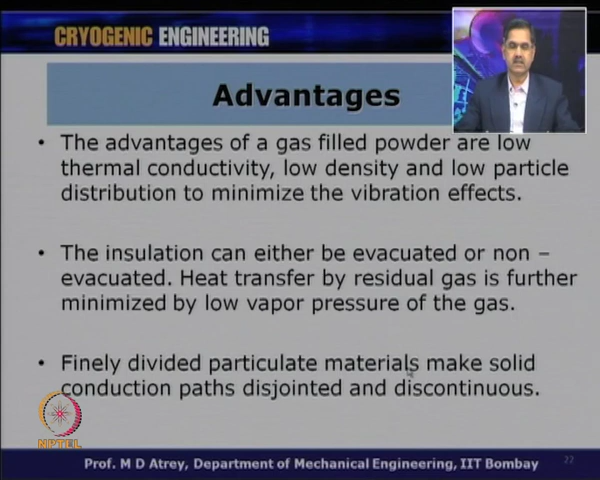 CRYOGENIC ENGINEERING
Advantages
• The advantages of a gas filled powder are low
thermal conductivity, low density and low particle
distribution to minimize the vibration effects.
• The insulation can either be evacuated or non –
evacuated. Heat transfer by residual gas is further
minimized by low vapor pressure of the gas.
• Finely divided particulate materials make solid
conduction paths disjointed and discontinuous.
NPTEL
Prof. M D Atrey, Department of Mechanical Engineering, IIT Bombay
22